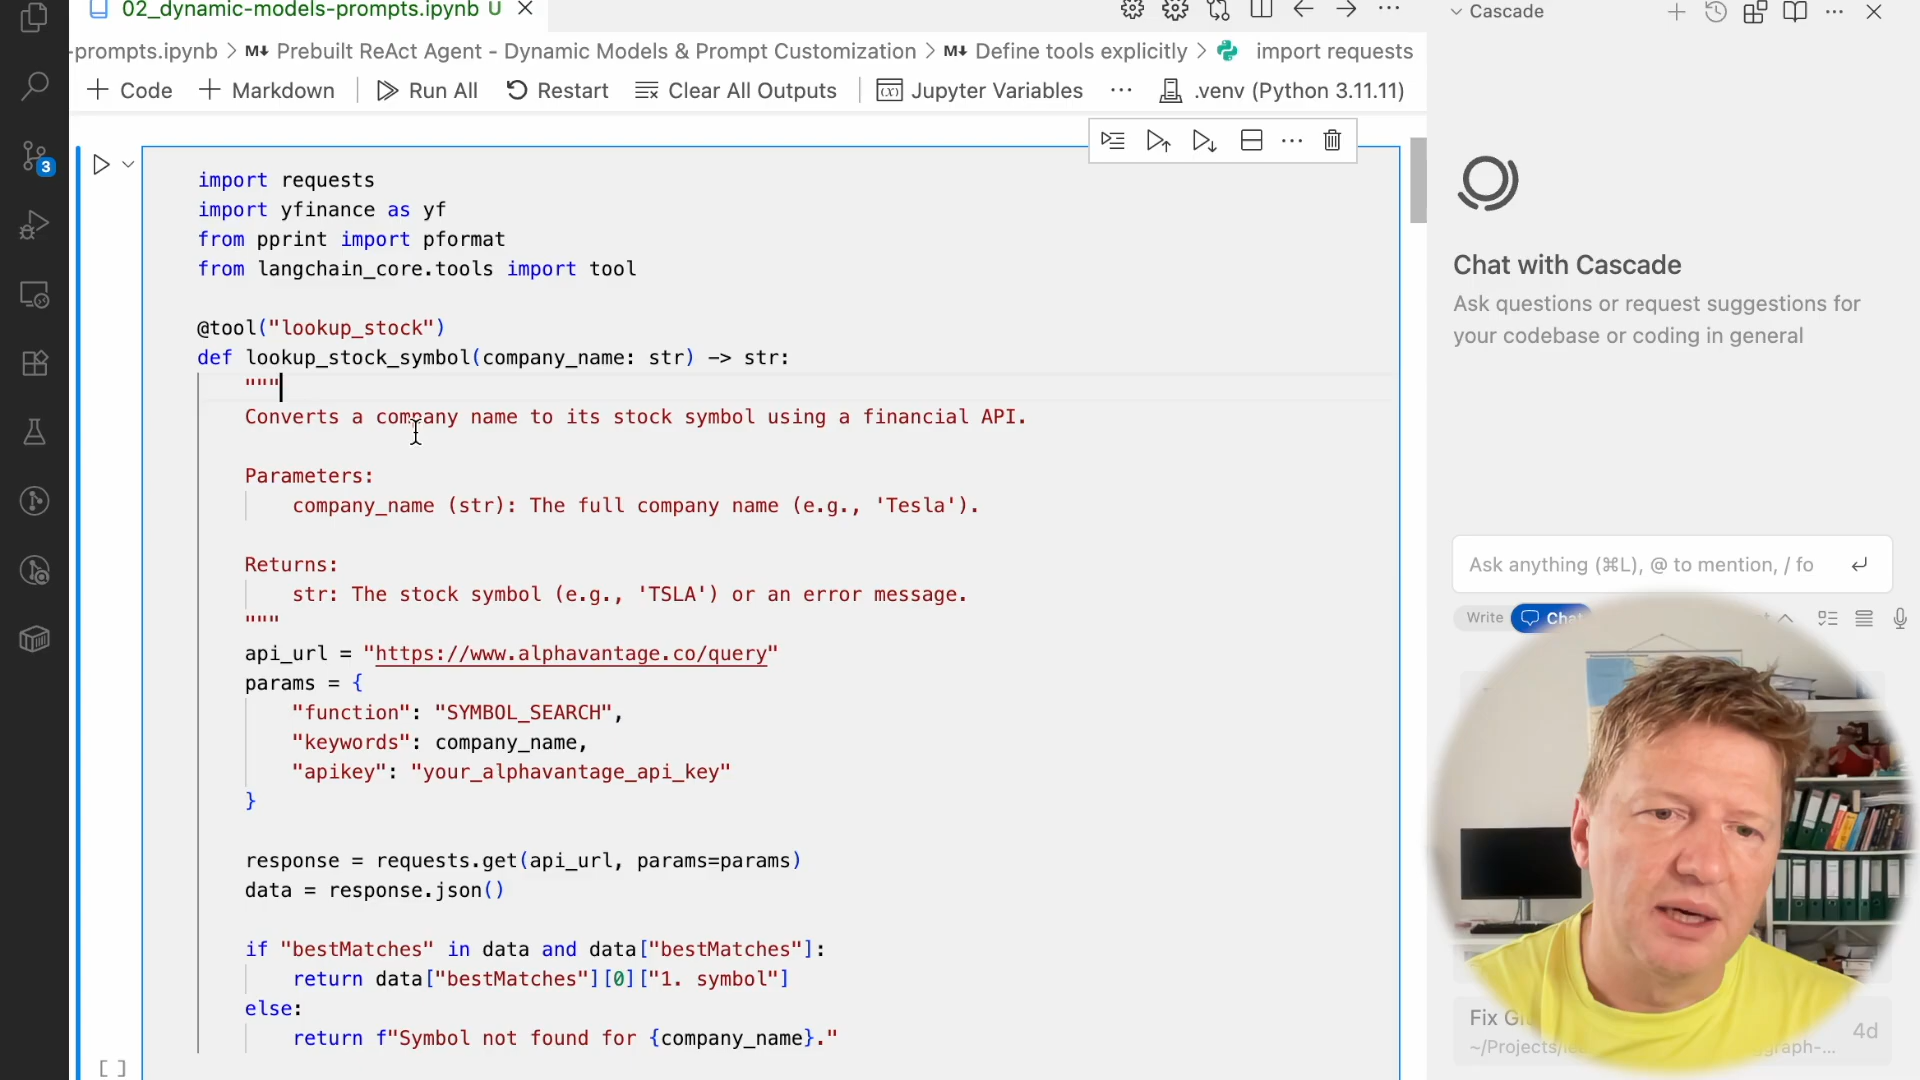 02_dynamic-models-prompts.ipynb U
-prompts.ipynb > M↓ Prebuilt ReAct Agent - Dynamic Models & Prompt Customization > M↓ Define tools explicitly > import requests
+ Code + Markdown Run All Restart Clear All Outputs Jupyter Variables ... .venv (Python 3.11.11)
3
import requests
import yfinance as yf
from pprint import pformat
from langchain_core.tools import tool
@tool("lookup_stock")
def lookup_stock_symbol(company_name: str) -> str:
"""
Converts a company name to its stock symbol using a financial API.
Parameters:
company_name (str): The full company name (e.g., 'Tesla').
Returns:
str: The stock symbol (e.g., 'TSLA') or an error message.
"""
api_url = "https://www.alphavantage.co/query"
params = {
"function": "SYMBOL_SEARCH",
"keywords": company_name,
"apikey": "your_alphavantage_api_key"
}
response = requests.get(api_url, params=params)
data = response.json()
if "bestMatches" in data and data["bestMatches"]:
return data["bestMatches"][0]["1. symbol"]
else:
return f"Symbol not found for {company_name}."
[ ]
Cascade
Chat with Cascade
Ask questions or request suggestions for
your codebase or coding in general
Ask anything (⌘L), @ to mention, / fo
Write Chat
Fix
4d
~/Projects/
graph-...